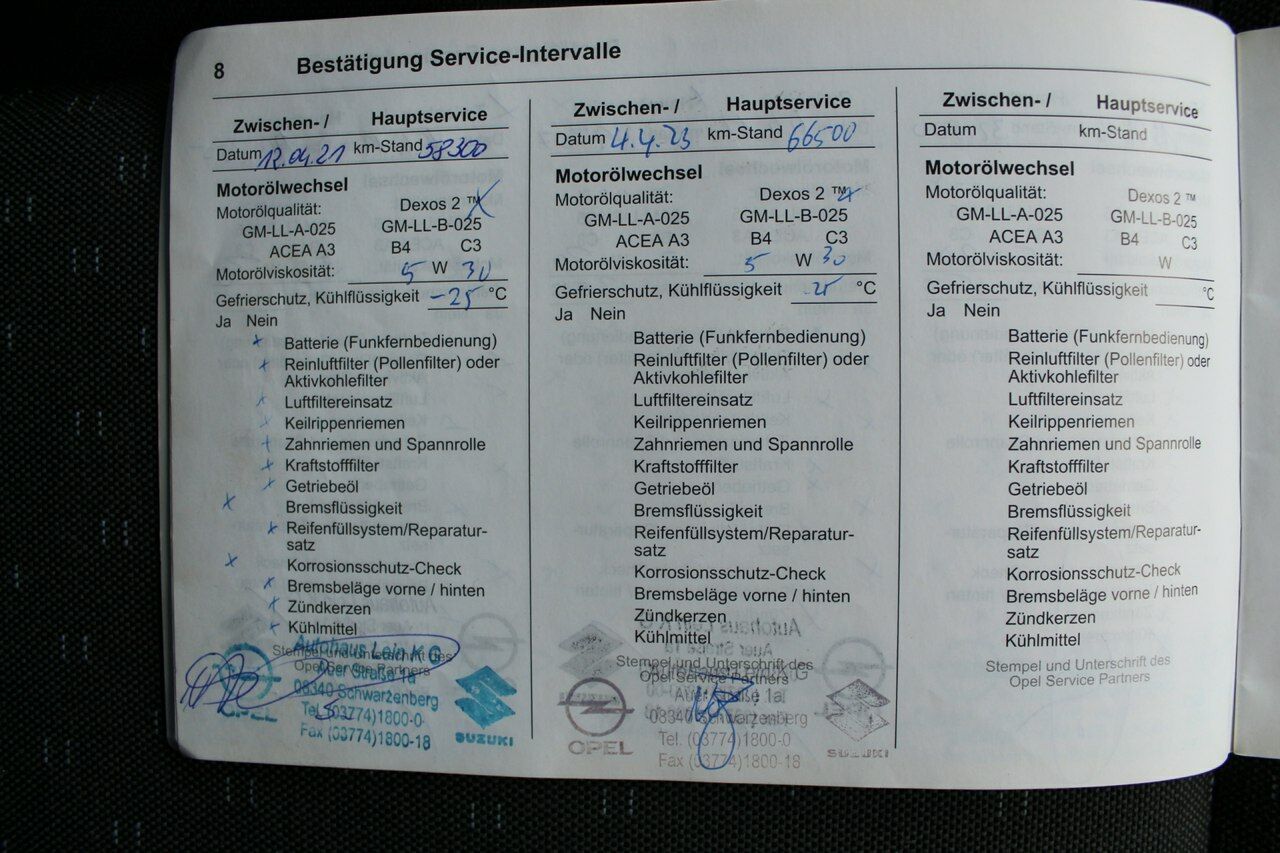 8 Bestätigung Service-Intervalle
Zwischen- / Hauptservice
Datum 12.04.21 km-Stand 58300
Motorölwechsel
Motorölqualität: Dexos 2 ™ x
GM-LL-A-025 GM-LL-B-025
ACEA A3 B4 C3
Motorölviskosität: 5 W 30
Gefrierschutz, Kühlflüssigkeit -25 °C
Ja Nein
x Batterie (Funkfernbedienung)
x Reinluftfilter (Pollenfilter) oder
Aktivkohlefilter
x Luftfiltereinsatz
x Keilrippenriemen
x Zahnriemen und Spannrolle
x Kraftstofffilter
x Getriebeöl
x Bremsflüssigkeit
x Reifenfüllsystem/Reparatur-
satz
x Korrosionsschutz-Check
x Bremsbeläge vorne / hinten
x Zündkerzen
x Kühlmittel
Stempel und Unterschrift des
Opel Service Partners
Autohaus Lein KG
Auer Straße 1a
08340 Schwarzenberg
Tel. (03774)1800-0
Fax (03774)1800-18
OPEL
SUZUKI
Zwischen- / Hauptservice
Datum 4.4.23 km-Stand 66500
Motorölwechsel
Motorölqualität: Dexos 2 ™ x
GM-LL-A-025 GM-LL-B-025
ACEA A3 B4 C3
Motorölviskosität: 5 W 30
Gefrierschutz, Kühlflüssigkeit -25 °C
Ja Nein
Batterie (Funkfernbedienung)
Reinluftfilter (Pollenfilter) oder
Aktivkohlefilter
Luftfiltereinsatz
Keilrippenriemen
Zahnriemen und Spannrolle
Kraftstofffilter
Getriebeöl
Bremsflüssigkeit
Reifenfüllsystem/Reparatur-
satz
Korrosionsschutz-Check
Bremsbeläge vorne / hinten
Zündkerzen
Kühlmittel
Stempel und Unterschrift des
Opel Service Partners
Autohaus Lein KG
Auer Straße 1a
08340 Schwarzenberg
Tel. (03774)1800-0
Fax (03774)1800-18
OPEL
SUZUKI
Zwischen- / Hauptservice
Datum km-Stand
Motorölwechsel
Motorölqualität: Dexos 2 ™
GM-LL-A-025 GM-LL-B-025
ACEA A3 B4 C3
Motorölviskosität: W
Gefrierschutz, Kühlflüssigkeit °C
Ja Nein
Batterie (Funkfernbedienung)
Reinluftfilter (Pollenfilter) oder
Aktivkohlefilter
Luftfiltereinsatz
Keilrippenriemen
Zahnriemen und Spannrolle
Kraftstofffilter
Getriebeöl
Bremsflüssigkeit
Reifenfüllsystem/Reparatur-
satz
Korrosionsschutz-Check
Bremsbeläge vorne / hinten
Zündkerzen
Kühlmittel
Stempel und Unterschrift des
Opel Service Partners